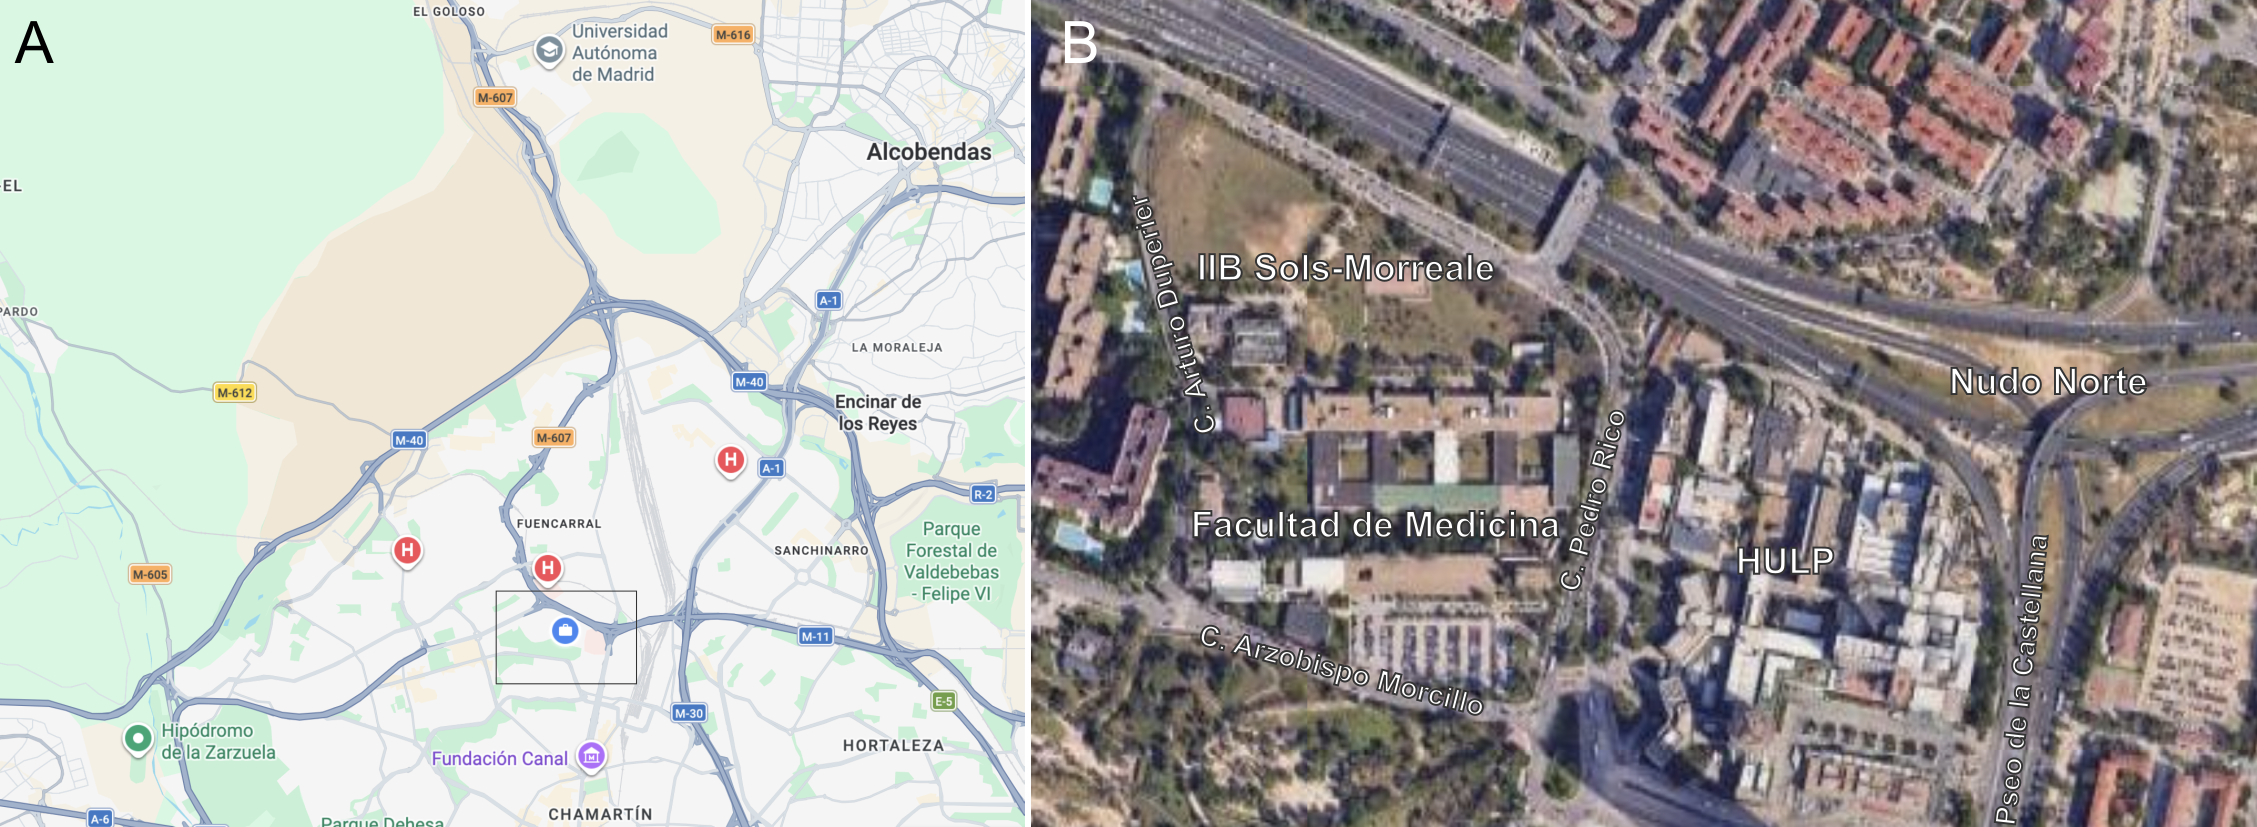 A
EL GOLOSO
Universidad
Autónoma
de Madrid
M-616
M-607
Alcobendas
-EL
A-1
PARDO
LA MORALEJA
M-612
M-40
Encinar de
los Reyes
M-40
M-607
H
A-1
R-2
FUENCARRAL
H
SANCHINARRO
Parque
Forestal de
Valdebebas
- Felipe VI
M-605
H
M-11
E-5
M-30
Hipódromo
de la Zarzuela
Fundación Canal
HORTALEZA
A-6
CHAMARTÍN
Parque Debesa
B
C. Arturo Duperier
IIB Sols-Morreale
Nudo Norte
C. Pedro Rico
Facultad de Medicina
HULP
C. Arzobispo Morcillo
Pseo de la Castellana